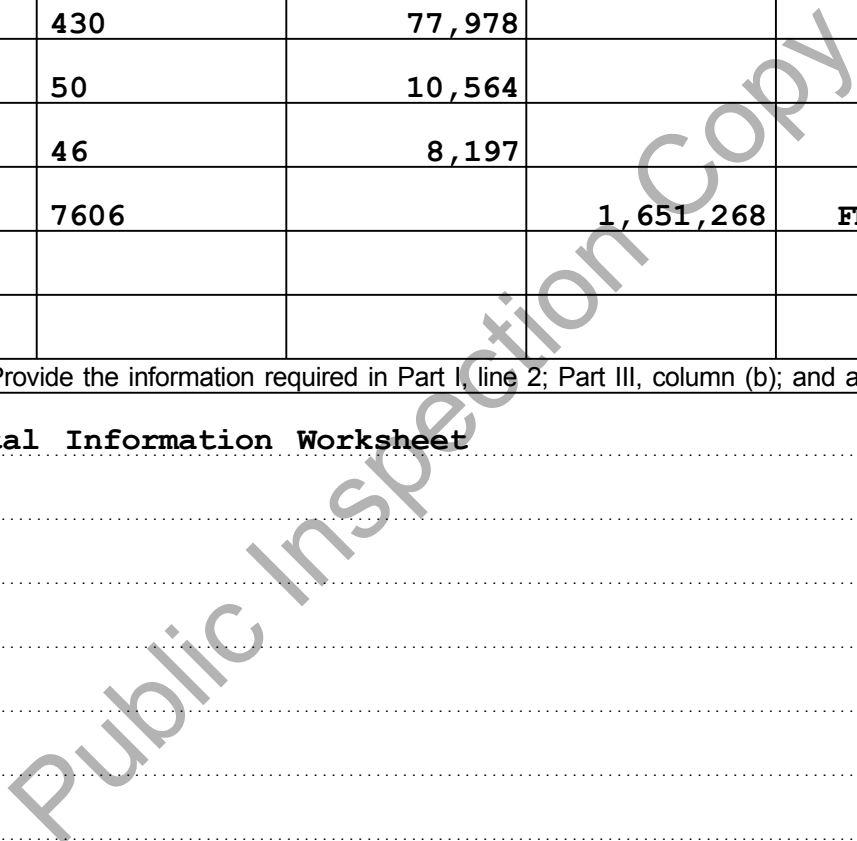 430 77,978
50 10,564
46 8,197
7606 1,651,268
Provide the information required in Part I, line 2; Part III, column (b); and
Information Worksheet
Public Inspection Copy